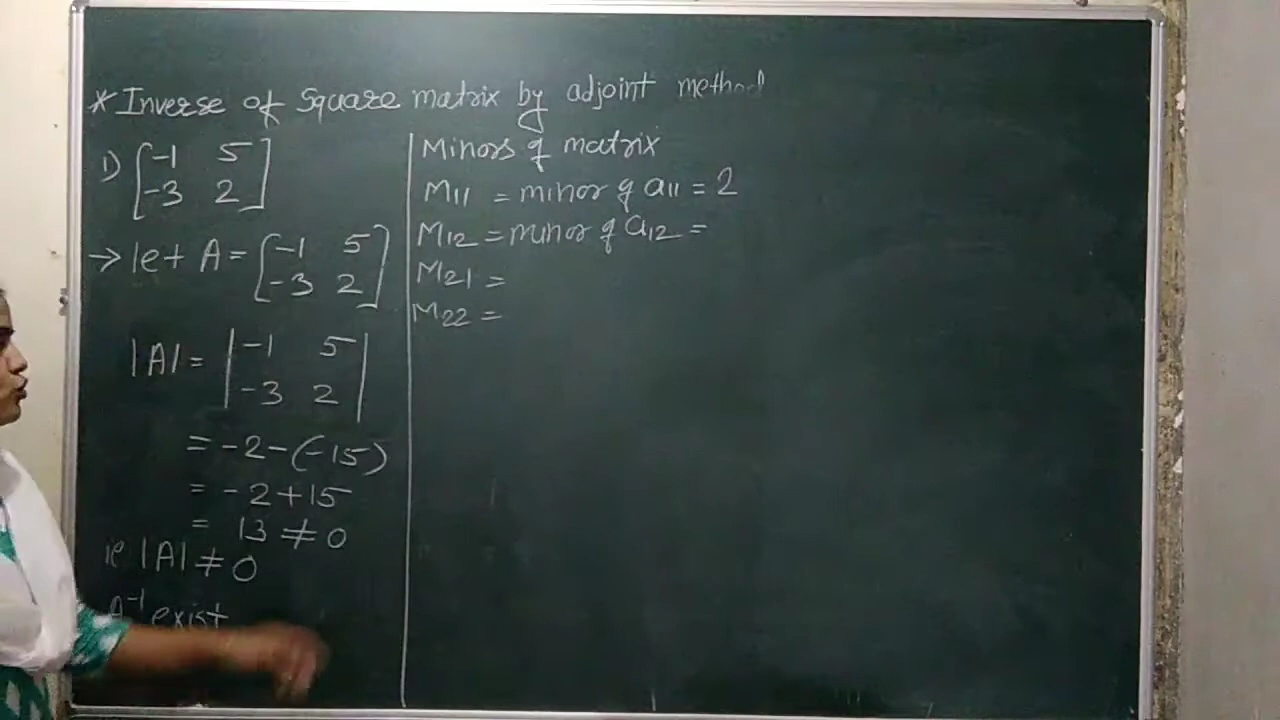 * Inverse of Square matrix by adjoint method
1) [-1 5
-3 2]
→ let A = [-1 5
-3 2]
|A| = |-1 5
-3 2|
= -2-(-15)
= -2+15
= 13 ≠ 0
ie |A| ≠ 0
A⁻¹ exist
Minors of matrix
M₁₁ = minor of a₁₁ = 2
M₁₂ = minor of a₁₂ =
M₂₁ =
M₂₂ =